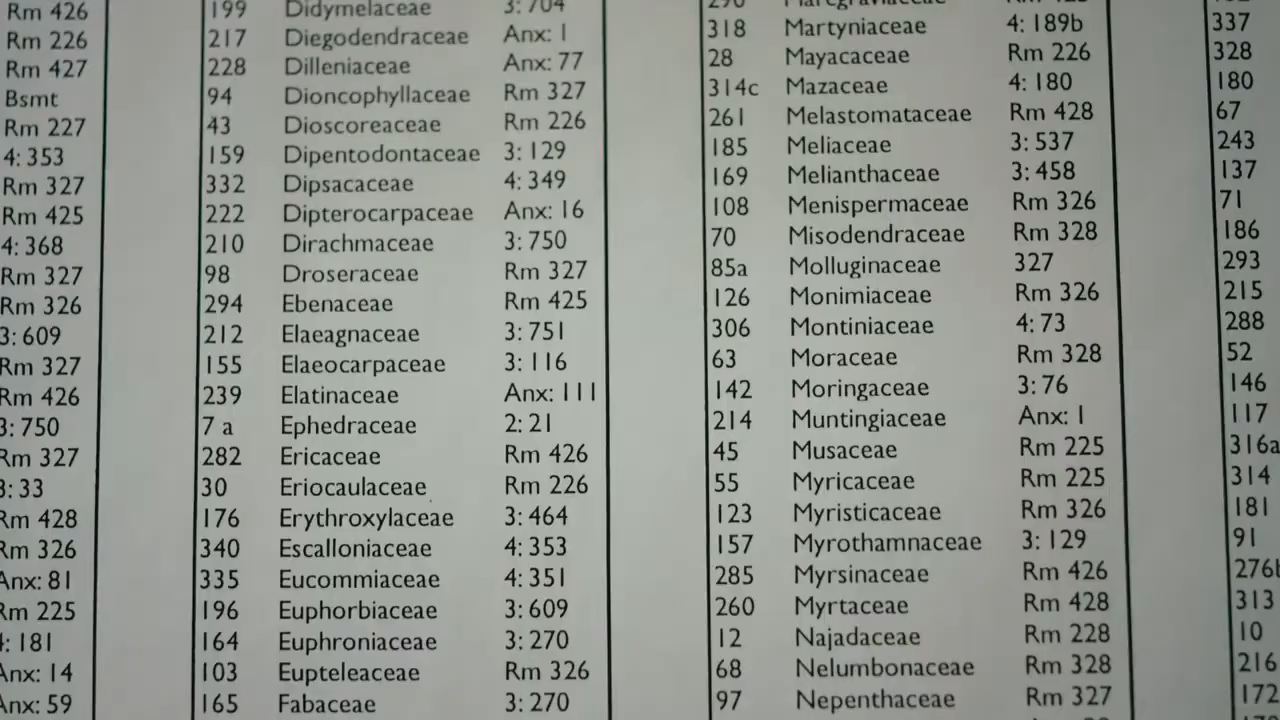 Rm 426
Rm 226
Rm 427
Bsmt
Rm 227
4: 353
Rm 327
Rm 425
4: 368
Rm 327
Rm 326
3: 609
Rm 327
Rm 426
3: 750
Rm 327
3: 33
Rm 428
Rm 326
Anx: 81
Rm 225
4: 181
Anx: 14
Anx: 59
199 Didymelaceae 3: 704
217 Diegodendraceae Anx: 1
228 Dilleniaceae Anx: 77
94 Dioncophyllaceae Rm 327
43 Dioscoreaceae Rm 226
159 Dipentodontaceae 3: 129
332 Dipsacaceae 4: 349
222 Dipterocarpaceae Anx: 16
210 Dirachmaceae 3: 750
98 Droseraceae Rm 327
294 Ebenaceae Rm 425
212 Elaeagnaceae 3: 751
155 Elaeocarpaceae 3: 116
239 Elatinaceae Anx: 111
7 a Ephedraceae 2: 21
282 Ericaceae Rm 426
30 Eriocaulaceae Rm 226
176 Erythroxylaceae 3: 464
340 Escalloniaceae 4: 353
335 Eucommiaceae 4: 351
196 Euphorbiaceae 3: 609
164 Euphroniaceae 3: 270
103 Eupteleaceae Rm 326
165 Fabaceae 3: 270
318 Martyniaceae 4: 189b
28 Mayacaceae Rm 226
314c Mazaceae 4: 180
261 Melastomataceae Rm 428
185 Meliaceae 3: 537
169 Melianthaceae 3: 458
108 Menispermaceae Rm 326
70 Misodendraceae Rm 328
85a Molluginaceae 327
126 Monimiaceae Rm 326
306 Montiniaceae 4: 73
63 Moraceae Rm 328
142 Moringaceae 3: 76
214 Muntingiaceae Anx: 1
45 Musaceae Rm 225
55 Myricaceae Rm 225
123 Myristicaceae Rm 326
157 Myrothamnaceae 3: 129
285 Myrsinaceae Rm 426
260 Myrtaceae Rm 428
12 Najadaceae Rm 228
68 Nelumbonaceae Rm 328
97 Nepenthaceae Rm 327
337
328
180
67
243
137
71
186
293
215
288
52
146
117
316a
314
181
91
276b
313
10
216
172